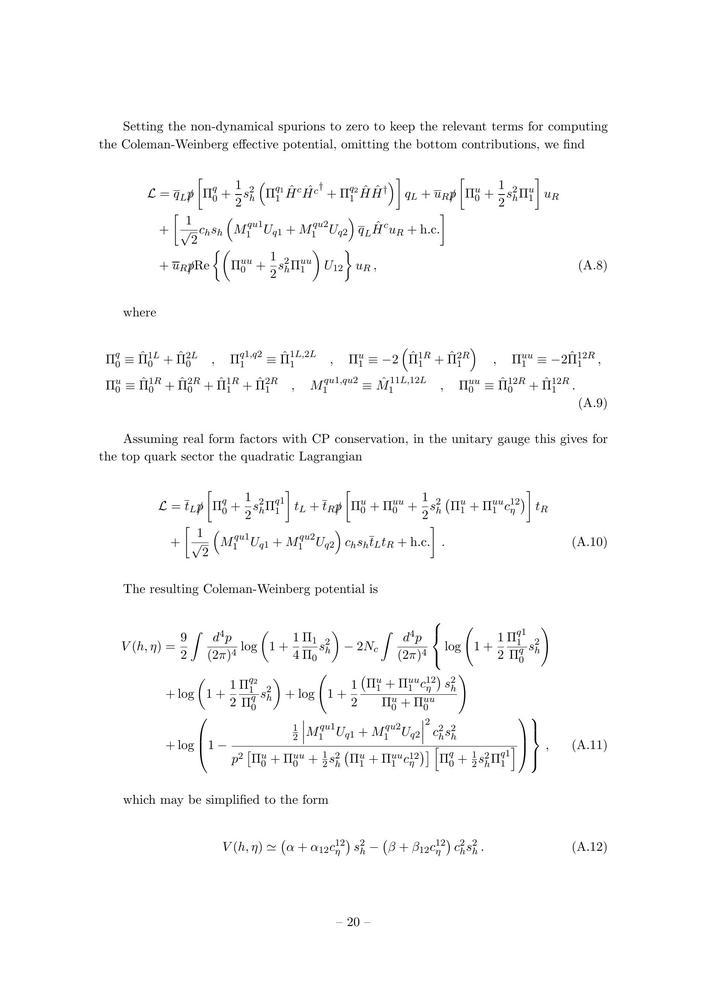 Setting the non-dynamical spurions to zero to keep the relevant terms for computing
the Coleman-Weinberg effective potential, omitting the bottom contributions, we find
$\mathcal{L} = \overline{q}_L \not{p} \left[ \Pi_0^q + \frac{1}{2} s_h^2 \left( \Pi_1^{q_1} \hat{H}^c \hat{H}^{c\dagger} + \Pi_1^{q_2} \hat{H} \hat{H}^\dagger \right) \right] q_L + \overline{u}_R \not{p} \left[ \Pi_0^u + \frac{1}{2} s_h^2 \Pi_1^u \right] u_R$
$+ \left[ \frac{1}{\sqrt{2}} c_h s_h \left( M_1^{qu1} U_{q1} + M_1^{qu2} U_{q2} \right) \overline{q}_L \hat{H}^c u_R + \text{h.c.} \right]$
$+ \overline{u}_R \not{p} \text{Re} \left\{ \left( \Pi_0^{uu} + \frac{1}{2} s_h^2 \Pi_1^{uu} \right) U_{12} \right\} u_R \,,$ (A.8)
where
$\Pi_0^q \equiv \hat{\Pi}_0^{1L} + \hat{\Pi}_0^{2L} \quad , \quad \Pi_1^{q1,q2} \equiv \hat{\Pi}_1^{1L,2L} \quad , \quad \Pi_1^u \equiv -2 \left( \hat{\Pi}_1^{1R} + \hat{\Pi}_1^{2R} \right) \quad , \quad \Pi_1^{uu} \equiv -2 \hat{\Pi}_1^{12R} \,,$
$\Pi_0^u \equiv \hat{\Pi}_0^{1R} + \hat{\Pi}_0^{2R} + \hat{\Pi}_1^{1R} + \hat{\Pi}_1^{2R} \quad , \quad M_1^{qu1,qu2} \equiv \hat{M}_1^{11L,12L} \quad , \quad \Pi_0^{uu} \equiv \hat{\Pi}_0^{12R} + \hat{\Pi}_1^{12R} \,.$
(A.9)
Assuming real form factors with CP conservation, in the unitary gauge this gives for
the top quark sector the quadratic Lagrangian
$\mathcal{L} = \overline{t}_L \not{p} \left[ \Pi_0^q + \frac{1}{2} s_h^2 \Pi_1^{q1} \right] t_L + \overline{t}_R \not{p} \left[ \Pi_0^u + \Pi_0^{uu} + \frac{1}{2} s_h^2 \left( \Pi_1^u + \Pi_1^{uu} c_\eta^{12} \right) \right] t_R$
$+ \left[ \frac{1}{\sqrt{2}} \left( M_1^{qu1} U_{q1} + M_1^{qu2} U_{q2} \right) c_h s_h \overline{t}_L t_R + \text{h.c.} \right] \,.$ (A.10)
The resulting Coleman-Weinberg potential is
$V(h, \eta) = \frac{9}{2} \int \frac{d^4 p}{(2\pi)^4} \log \left( 1 + \frac{1}{4} \frac{\Pi_1}{\Pi_0} s_h^2 \right) - 2 N_c \int \frac{d^4 p}{(2\pi)^4} \left\{ \log \left( 1 + \frac{1}{2} \frac{\Pi_1^{q1}}{\Pi_0^q} s_h^2 \right) \right.$
$+ \log \left( 1 + \frac{1}{2} \frac{\Pi_1^{q_2}}{\Pi_0^q} s_h^2 \right) + \log \left( 1 + \frac{1}{2} \frac{\left( \Pi_1^u + \Pi_1^{uu} c_\eta^{12} \right) s_h^2}{\Pi_0^u + \Pi_0^{uu}} \right)$
$\left. + \log \left( 1 - \frac{\frac{1}{2} \left| M_1^{qu1} U_{q1} + M_1^{qu2} U_{q2} \right|^2 c_h^2 s_h^2}{p^2 \left[ \Pi_0^u + \Pi_0^{uu} + \frac{1}{2} s_h^2 \left( \Pi_1^u + \Pi_1^{uu} c_\eta^{12} \right) \right] \left[ \Pi_0^q + \frac{1}{2} s_h^2 \Pi_1^{q1} \right]} \right) \right\} \,,$ (A.11)
which may be simplified to the form
$V(h, \eta) \simeq \left( \alpha + \alpha_{12} c_\eta^{12} \right) s_h^2 - \left( \beta + \beta_{12} c_\eta^{12} \right) c_h^2 s_h^2 \,.$ (A.12)
– 20 –